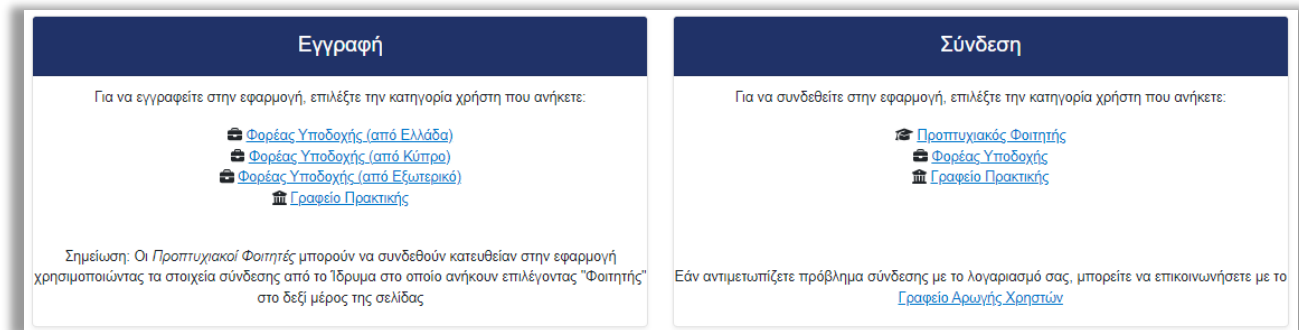 Εγγραφή
Για να εγγραφείτε στην εφαρμογή, επιλέξτε την κατηγορία χρήστη που ανήκετε:
Φορέας Υποδοχής (από Ελλάδα)
Φορέας Υποδοχής (από Κύπρο)
Φορέας Υποδοχής (από Εξωτερικό)
Γραφείο Πρακτικής
Σημείωση: Οι Προπτυχιακοί Φοιτητές μπορούν να συνδεθούν κατευθείαν στην εφαρμογή
χρησιμοποιώντας τα στοιχεία σύνδεσης από το Ίδρυμα στο οποίο ανήκουν επιλέγοντας "Φοιτητής"
στο δεξί μέρος της σελίδας
Σύνδεση
Για να συνδεθείτε στην εφαρμογή, επιλέξτε την κατηγορία χρήστη που ανήκετε:
Προπτυχιακός Φοιτητής
Φορέας Υποδοχής
Γραφείο Πρακτικής
Εάν αντιμετωπίζετε πρόβλημα σύνδεσης με το λογαριασμό σας, μπορείτε να επικοινωνήσετε με το
Γραφείο Αρωγής Χρηστών